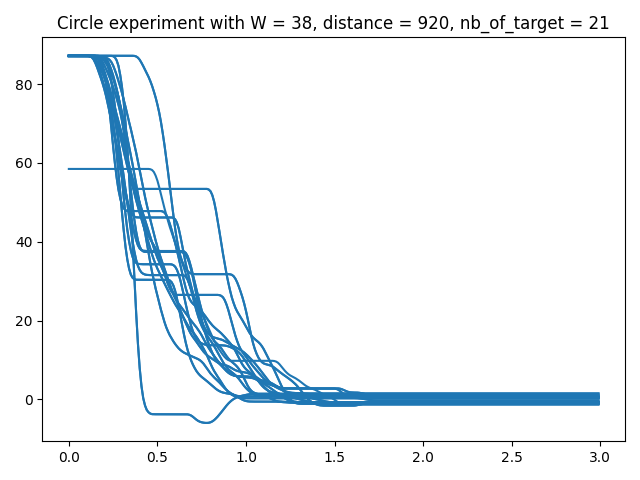 Circle experiment with W = 38, distance = 920, nb_of_target = 21
80
60
40
20
0
0.0 0.5 1.0 1.5 2.0 2.5 3.0